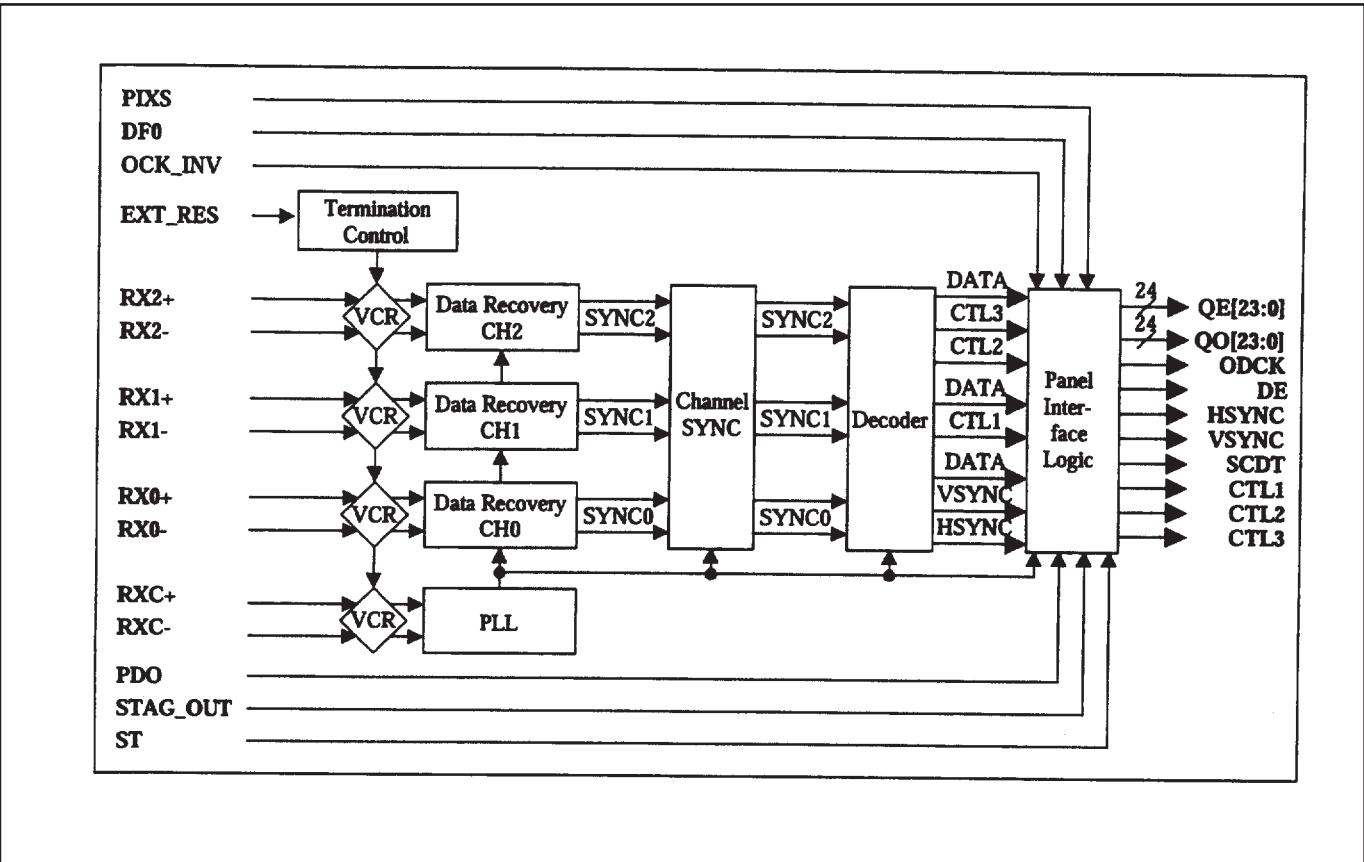 PIXS
DF0
OCK_INV
EXT_RES
Termination
Control
RX2+
RX2-
VCR
Data Recovery
CH2
SYNC2
SYNC2
RX1+
RX1-
VCR
Data Recovery
CH1
SYNC1
Channel
SYNC
SYNC1
Decoder
RX0+
RX0-
VCR
Data Recovery
CH0
SYNC0
SYNC0
RXC+
RXC-
VCR
PLL
DATA
CTL3
CTL2
DATA
CTL1
DATA
VSYNC
HSYNC
Panel
Inter-
face
Logic
24
QE[23:0]
24
QO[23:0]
ODCK
DE
HSYNC
VSYNC
SCDT
CTL1
CTL2
CTL3
PDO
STAG_OUT
ST